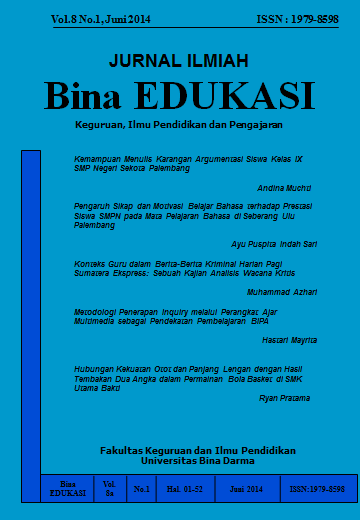 Vol.8 No.1, Juni 2014 ISSN : 1979-8598
JURNAL ILMIAH
Bina EDUKASI
Keguruan, Ilmu Pendidikan dan Pengajaran
Kemampuan Menulis Karangan Argumentasi Siswa Kelas IX
SMP Negeri Sekota Palembang
Andina Muchti
Pengaruh Sikap dan Motivasi Belajar Bahasa terhadap Prestasi
Siswa SMPN pada Mata Pelajaran Bahasa di Seberang Ulu
Palembang
Ayu Puspita Indah Sari
Konteks Guru dalam Berita-Berita Kriminal Harian Pagi
Sumatera Ekspress: Sebuah Kajian Analisis Wacana Kritis
Muhammad Azhari
Metodologi Penerapan Inquiry melalui Perangkat Ajar
Multimedia sebagai Pendekatan Pembelajaran BIPA
Hastari Mayrita
Hubungan Kekuatan Otot dan Panjang Lengan dengan Hasil
Tembakan Dua Angka dalam Permainan Bola Basket di SMK
Utama Bakti
Ryan Pratama
Fakultas Keguruan dan Ilmu Pendidikan
Universitas Bina Darma
Bina
EDUKASI
Vol.
8a
No.1
Hal. 01-52
Juni 2014
ISSN:1979-8598